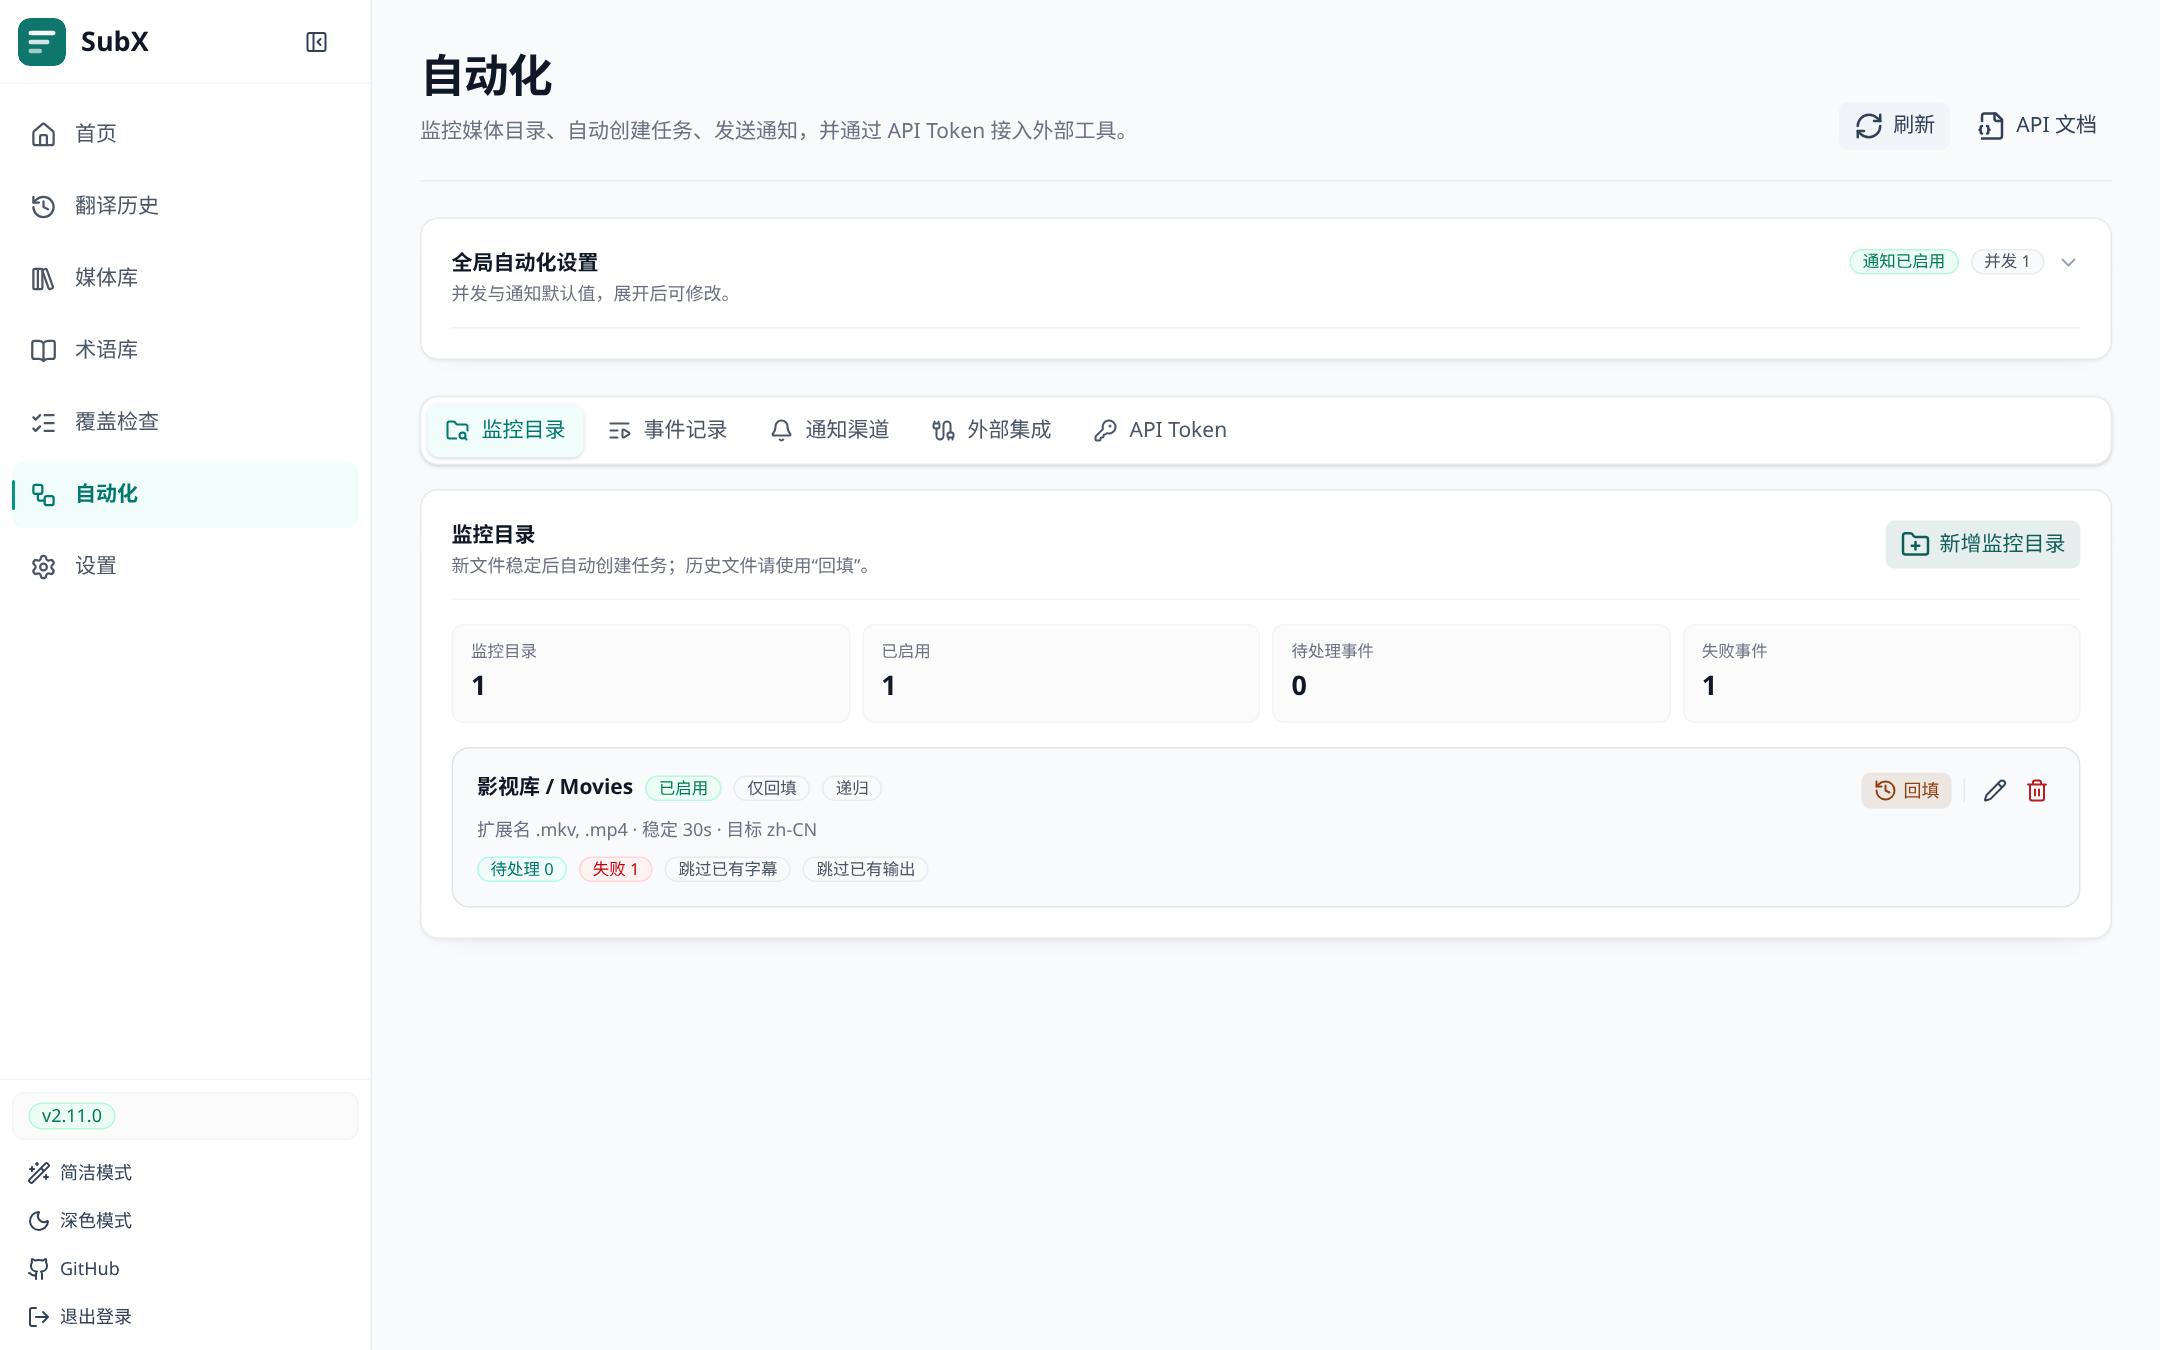 SubX
首页
翻译历史
媒体库
术语库
覆盖检查
自动化
设置
v2.11.0
简洁模式
深色模式
GitHub
退出登录
自动化
监控媒体目录、自动创建任务、发送通知，并通过 API Token 接入外部工具。
刷新
API 文档
全局自动化设置
并发与通知默认值，展开后可修改。
通知已启用
并发 1
监控目录
事件记录
通知渠道
外部集成
API Token
监控目录
新文件稳定后自动创建任务；历史文件请使用“回填”。
新增监控目录
监控目录
1
已启用
1
待处理事件
0
失败事件
1
影视库 / Movies 已启用 仅回填 递归
回填
扩展名 .mkv, .mp4 · 稳定 30s · 目标 zh-CN
待处理 0 失败 1 跳过已有字幕 跳过已有输出